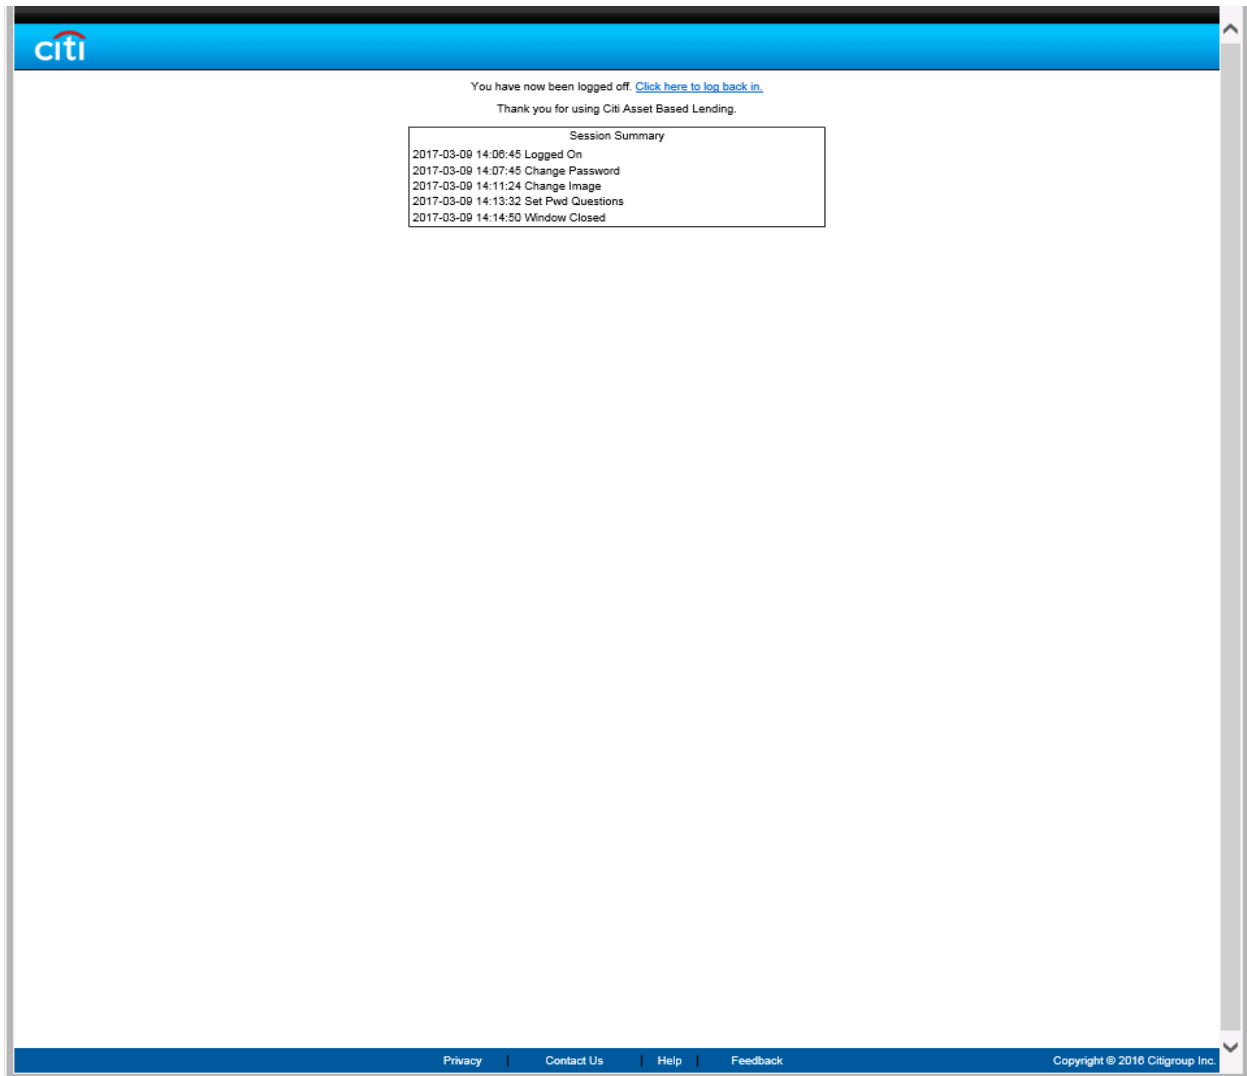 citi
You have now been logged off. Click here to log back in.
Thank you for using Citi Asset Based Lending.
Session Summary
2017-03-09 14:06:45 Logged On
2017-03-09 14:07:45 Change Password
2017-03-09 14:11:24 Change Image
2017-03-09 14:13:32 Set Pwd Questions
2017-03-09 14:14:50 Window Closed
Privacy | Contact Us | Help | Feedback Copyright © 2016 Citigroup Inc.